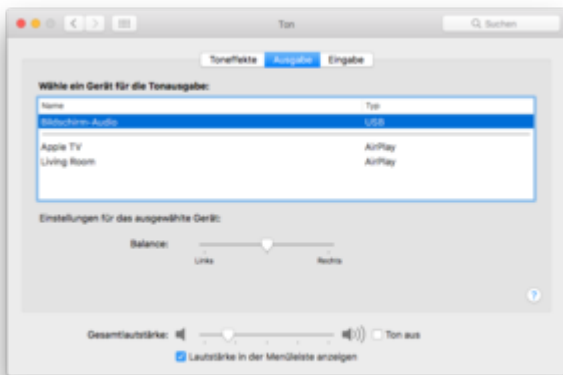 Ton
Suchen
Toneffekte Ausgabe Eingabe
Wähle ein Gerät für die Tonausgabe:
Name Typ
Bildschirm-Audio USB
Apple TV AirPlay
Living Room AirPlay
Einstellungen für das ausgewählte Gerät:
Balance:
Links Rechts
?
Gesamtlautstärke: Ton aus
Lautstärke in der Menüleiste anzeigen